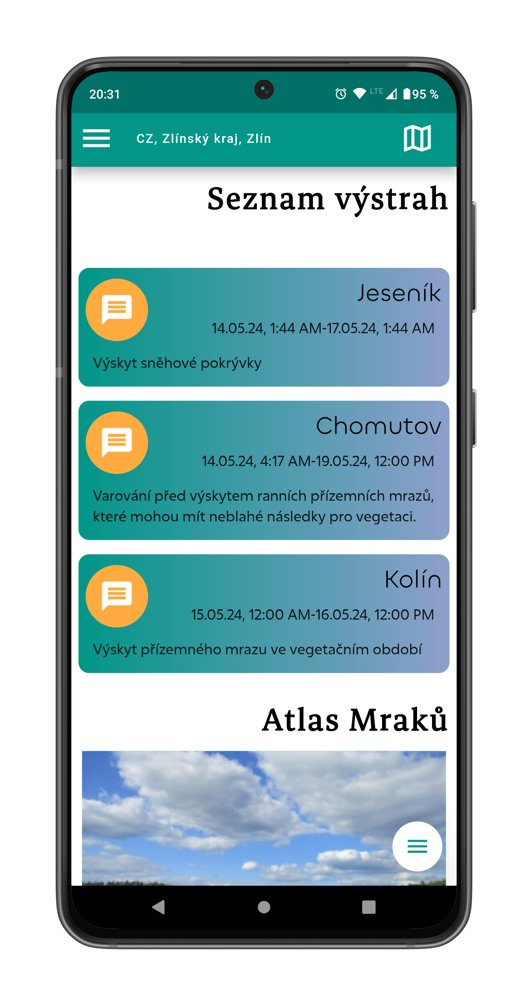 20:31
LTE
95 %
CZ, Zlínský kraj, Zlín
Seznam výstrah
Jeseník
14.05.24, 1:44 AM-17.05.24, 1:44 AM
Výskyt sněhové pokrývky
Chomutov
14.05.24, 4:17 AM-19.05.24, 12:00 PM
Varování před výskytem ranních přízemních mrazů,
které mohou mít neblahé následky pro vegetaci.
Kolín
15.05.24, 12:00 AM-16.05.24, 12:00 PM
Výskyt přízemného mrazu ve vegetačním období
Atlas Mraků